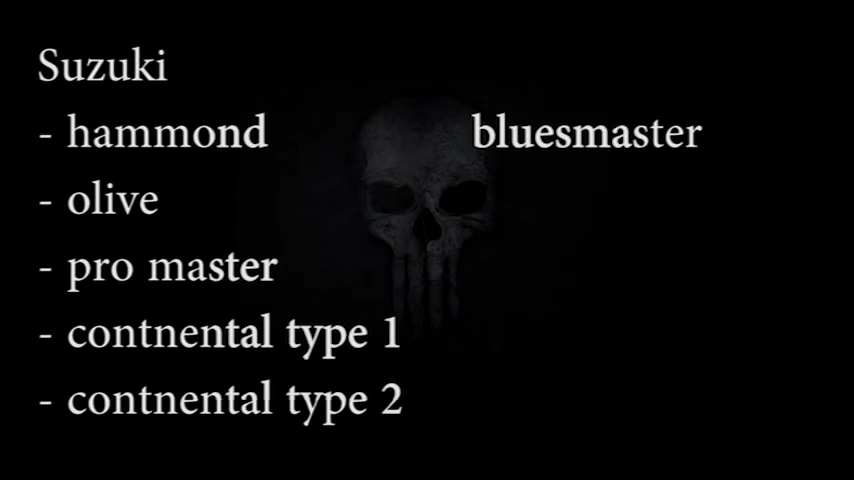 Suzuki
- hammond bluesmaster
- olive
- pro master
- contnental type 1
- contnental type 2